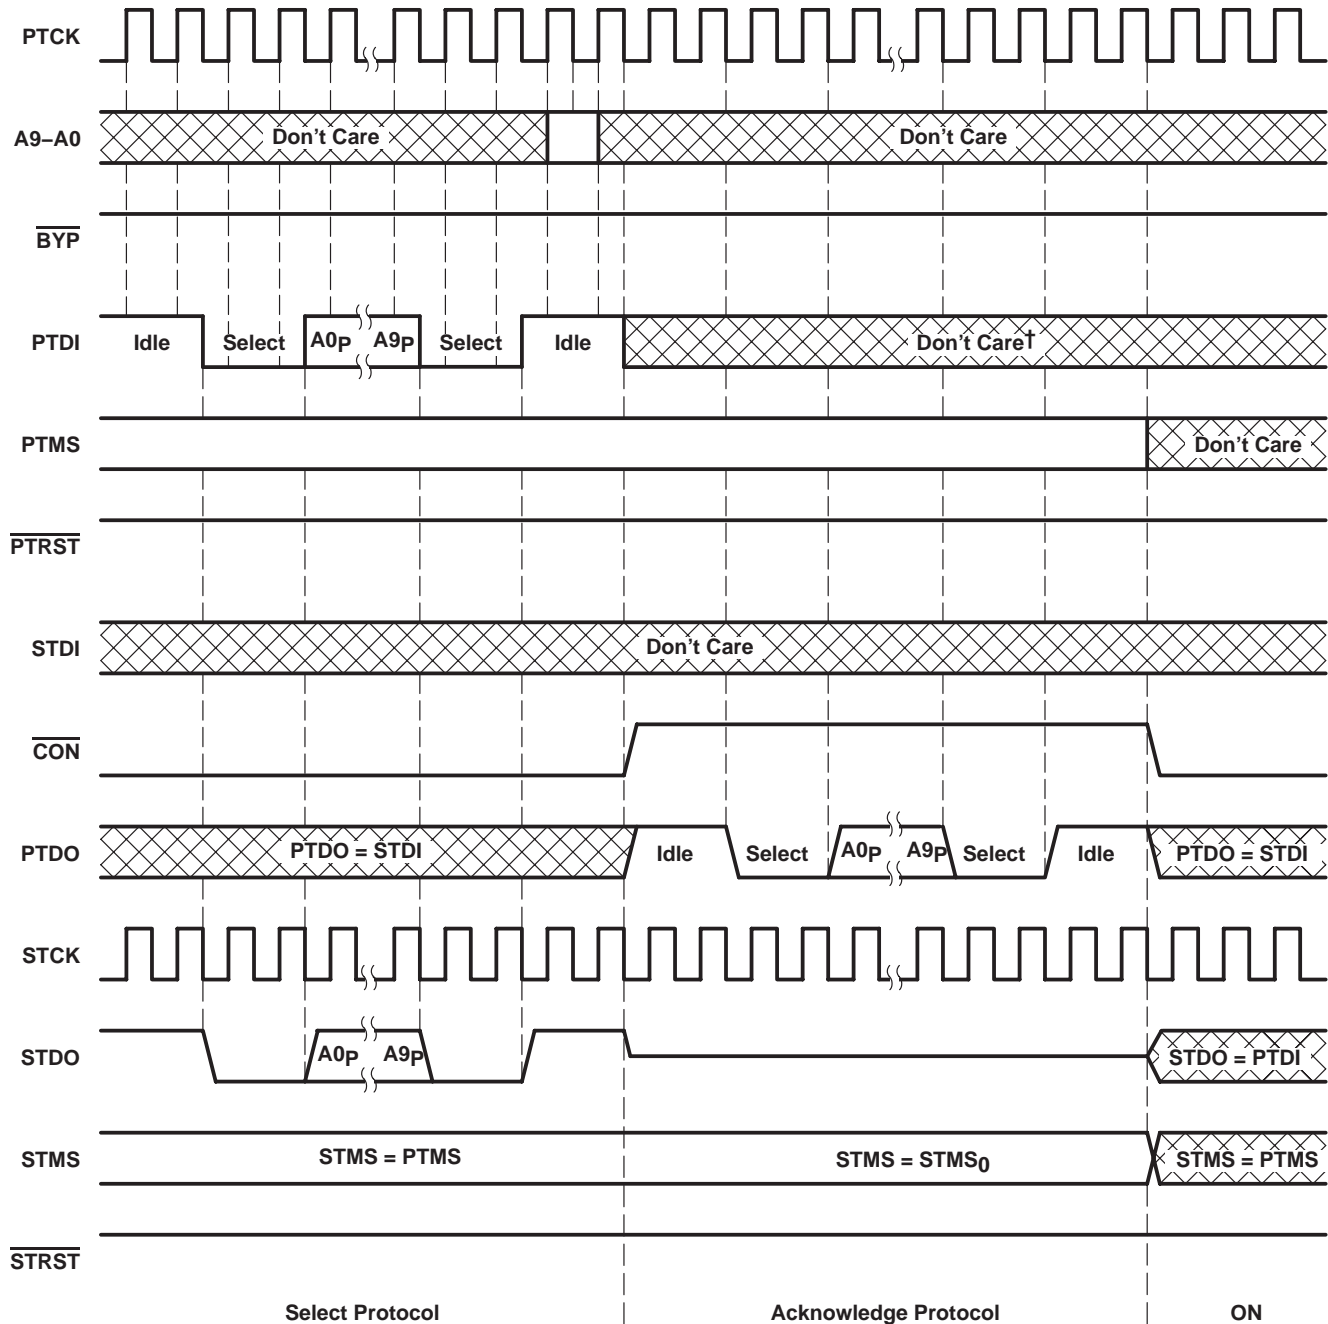 PTCK
A9–A0 Don't Care Don't Care
BYP
PTDI Idle Select A0P A9P Select Idle Don't Care†
PTMS Don't Care
PTRST
STDI Don't Care
CON
PTDO PTDO = STDI Idle Select A0P A9P Select Idle PTDO = STDI
STCK
STDO A0P A9P STDO = PTDI
STMS STMS = PTMS STMS = STMS0 STMS = PTMS
STRST
Select Protocol Acknowledge Protocol ON